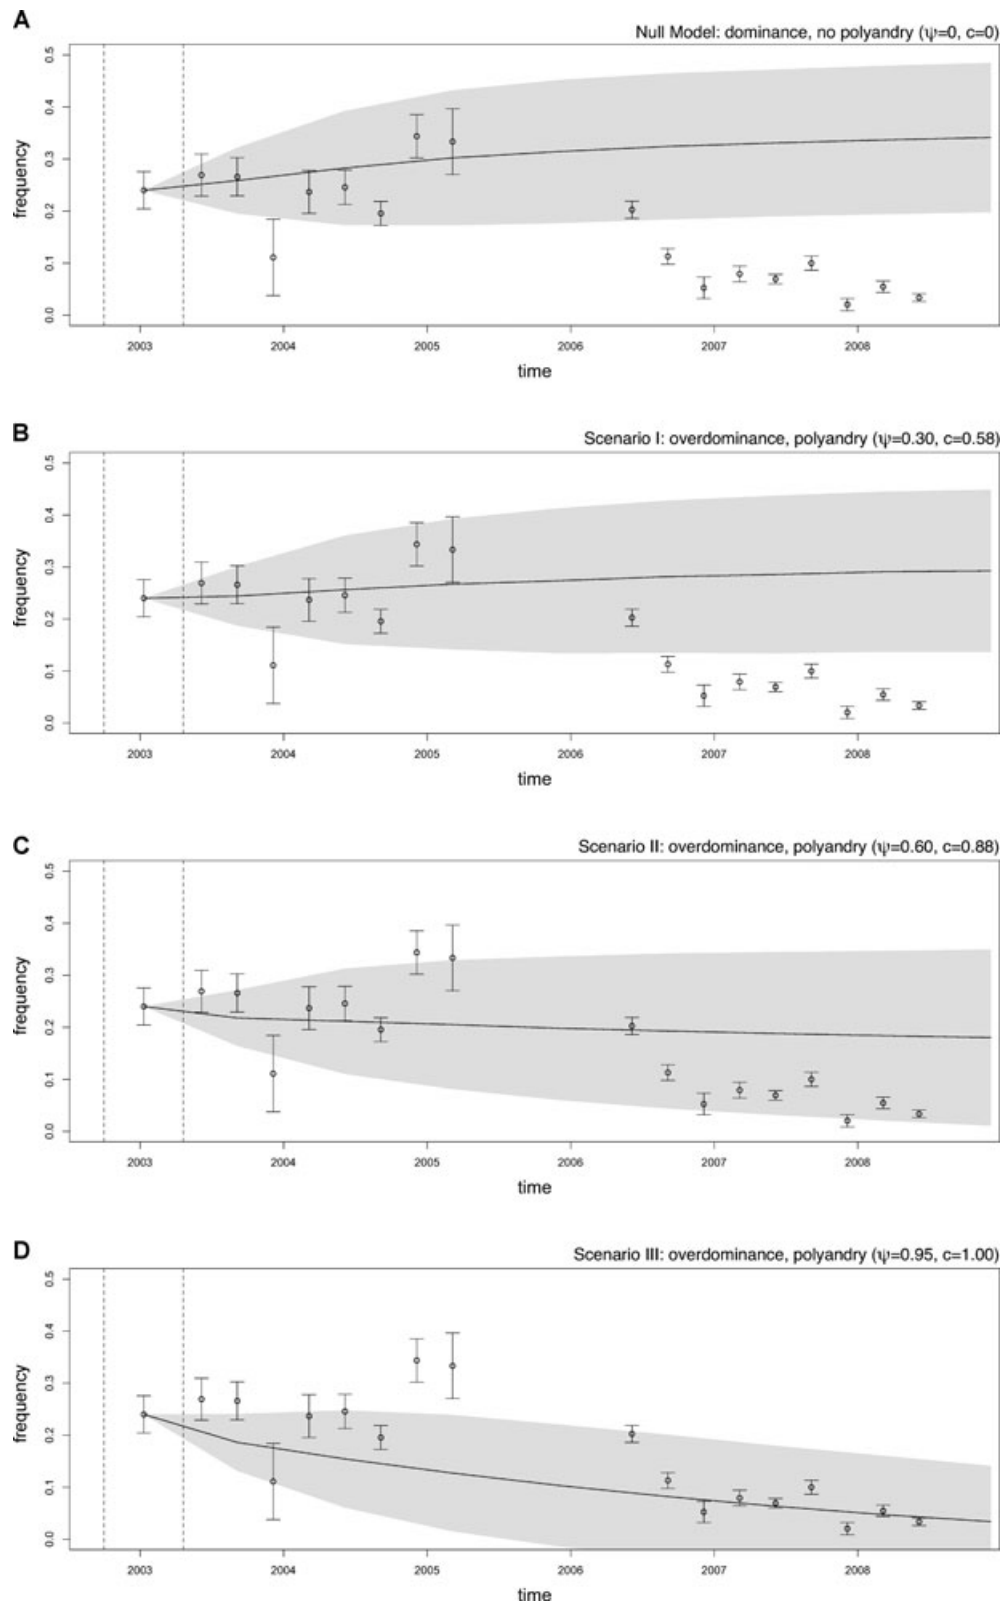 A
Null Model: dominance, no polyandry (ψ=0, c=0)
0.5
0.4
0.3
0.2
0.1
0.0
frequency
2003 2004 2005 2006 2007 2008
time
B
Scenario I: overdominance, polyandry (ψ=0.30, c=0.58)
0.5
0.4
0.3
0.2
0.1
0.0
frequency
2003 2004 2005 2006 2007 2008
time
C
Scenario II: overdominance, polyandry (ψ=0.60, c=0.88)
0.5
0.4
0.3
0.2
0.1
0.0
frequency
2003 2004 2005 2006 2007 2008
time
D
Scenario III: overdominance, polyandry (ψ=0.95, c=1.00)
0.5
0.4
0.3
0.2
0.1
0.0
frequency
2003 2004 2005 2006 2007 2008
time